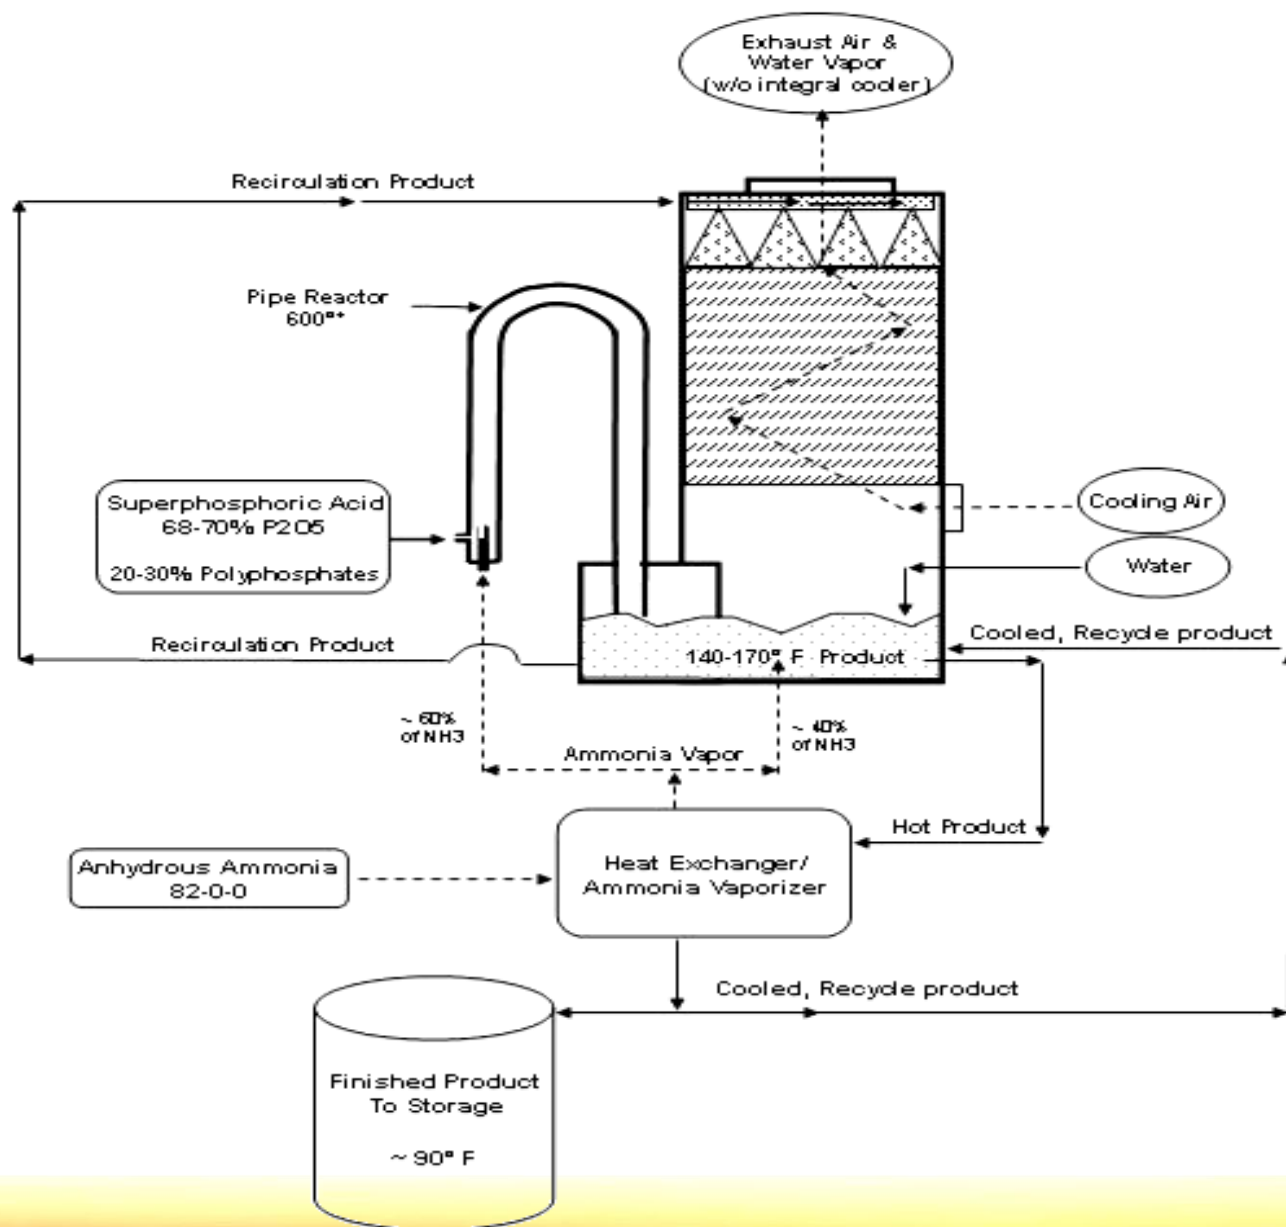 Exhaust Air &
Water Vapor
(w/o integral cooler)
Recirculation Product
Pipe Reactor
600°+
Superphosphoric Acid
68-70% P2O5
20-30% Polyphosphates
Cooling Air
Water
Recirculation Product
Cooled, Recycle product
140-170° F Product
~ 60%
of NH3
~ 40%
of NH3
Ammonia Vapor
Hot Product
Anhydrous Ammonia
82-0-0
Heat Exchanger/
Ammonia Vaporizer
Cooled, Recycle product
Finished Product
To Storage
~ 90° F